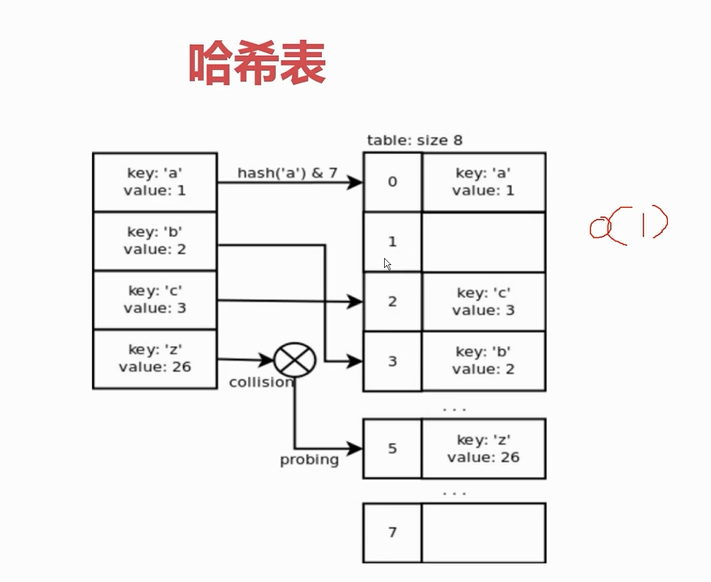 哈希表
table: size 8
key: 'a'
value: 1
hash('a') & 7
0
key: 'a'
value: 1
o(1)
key: 'b'
value: 2
1
key: 'c'
value: 3
2
key: 'c'
value: 3
key: 'z'
value: 26
collision
3
key: 'b'
value: 2
. . .
probing
5
key: 'z'
value: 26
. . .
7